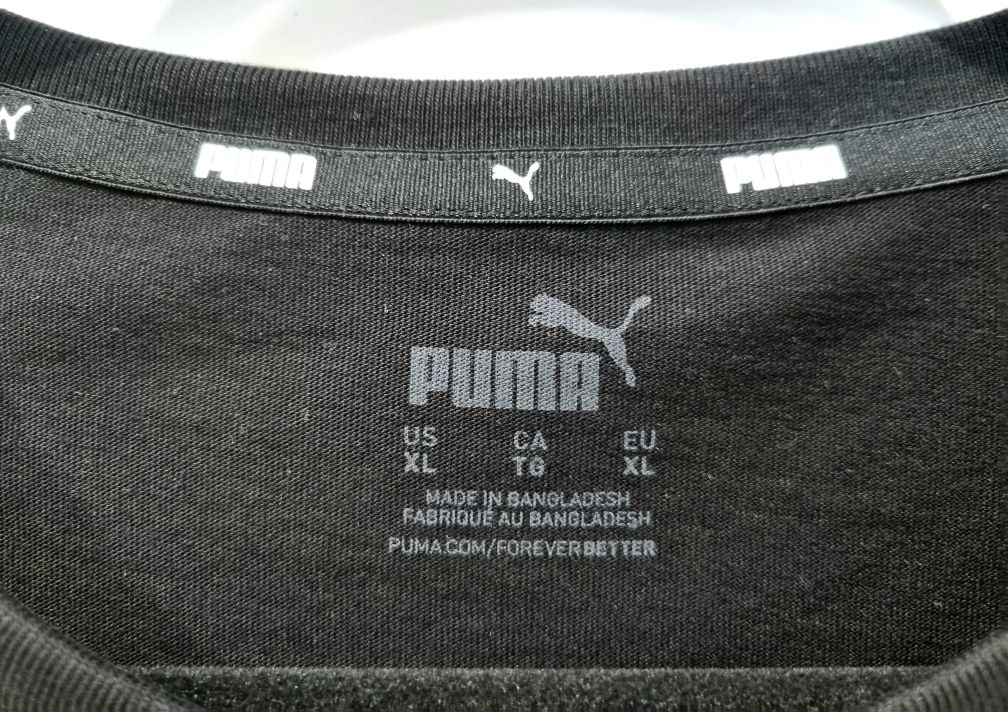 PUMA PUMA
PUMA
US CA EU
XL TG XL
MADE IN BANGLADESH
FABRIQUÉ AU BANGLADESH
PUMA.COM/FOREVERBETTER